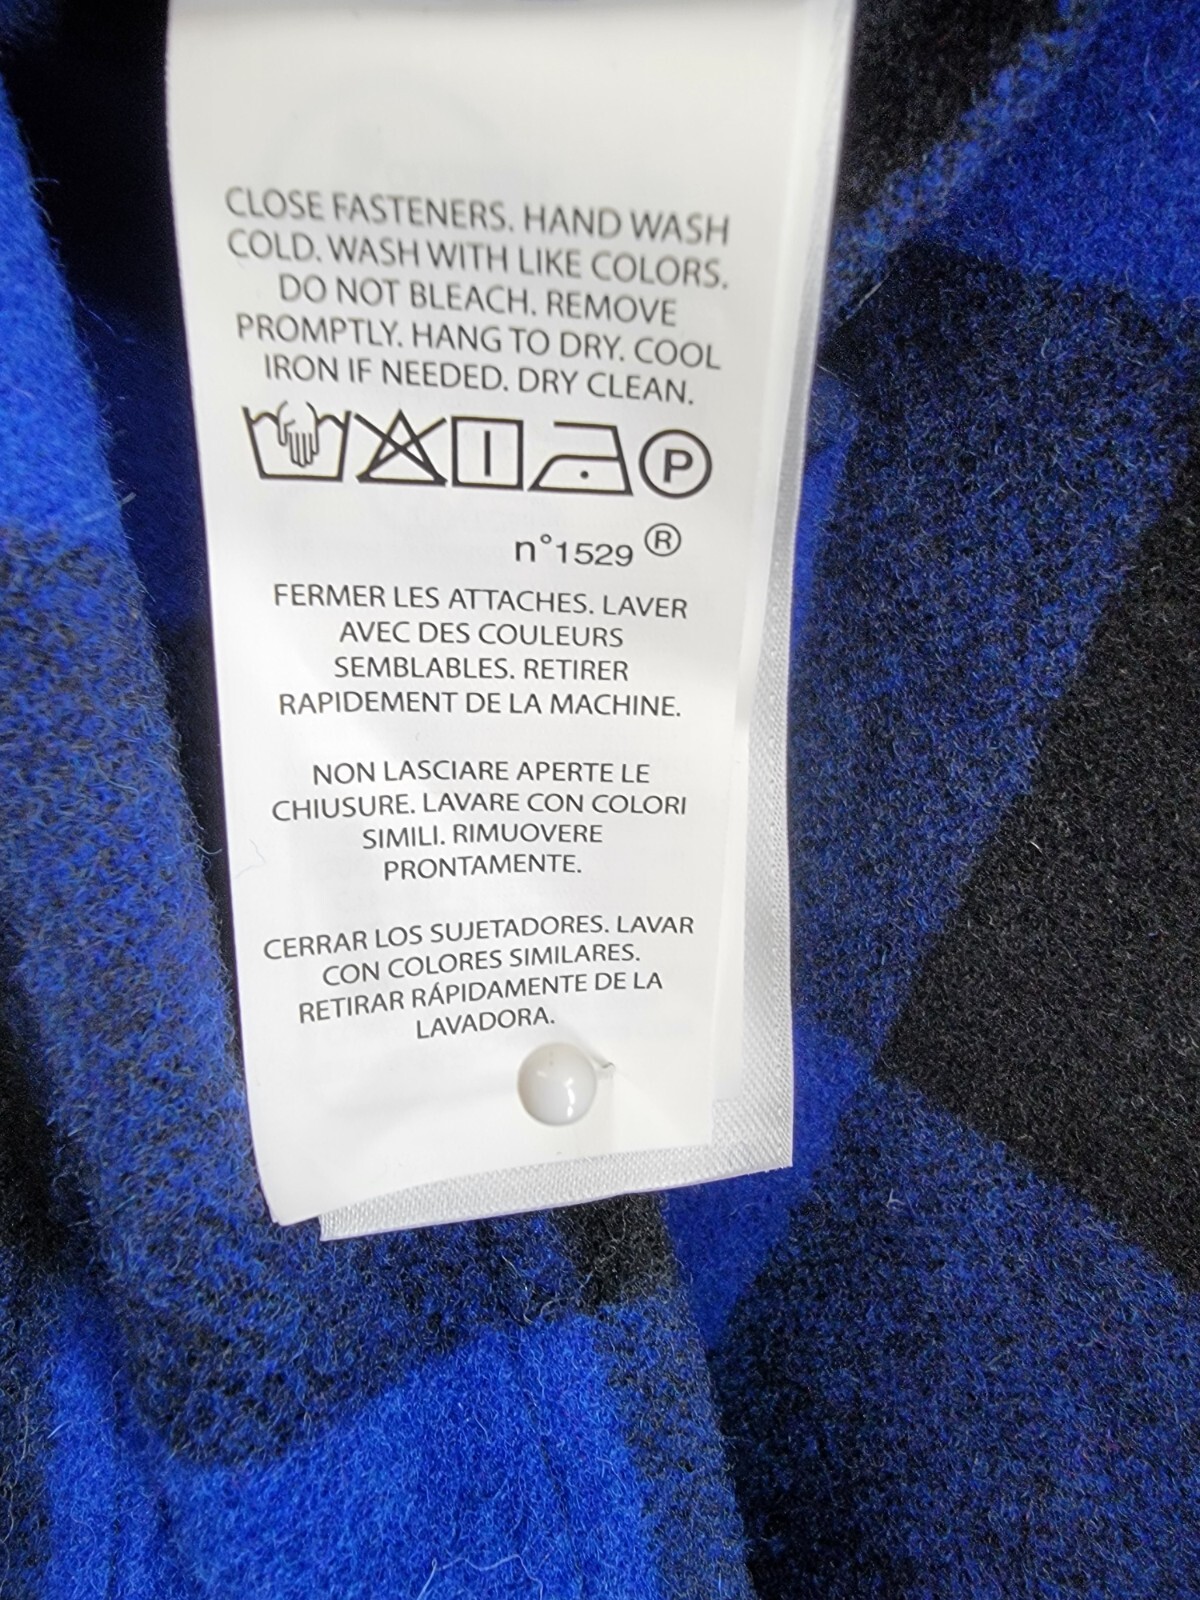 CLOSE FASTENERS. HAND WASH
COLD. WASH WITH LIKE COLORS.
DO NOT BLEACH. REMOVE
PROMPTLY. HANG TO DRY. COOL
IRON IF NEEDED. DRY CLEAN.
P
n°1529 ®
FERMER LES ATTACHES. LAVER
AVEC DES COULEURS
SEMBLABLES. RETIRER
RAPIDEMENT DE LA MACHINE.
NON LASCIARE APERTE LE
CHIUSURE. LAVARE CON COLORI
SIMILI. RIMUOVERE
PRONTAMENTE.
CERRAR LOS SUJETADORES. LAVAR
CON COLORES SIMILARES.
RETIRAR RÁPIDAMENTE DE LA
LAVADORA.